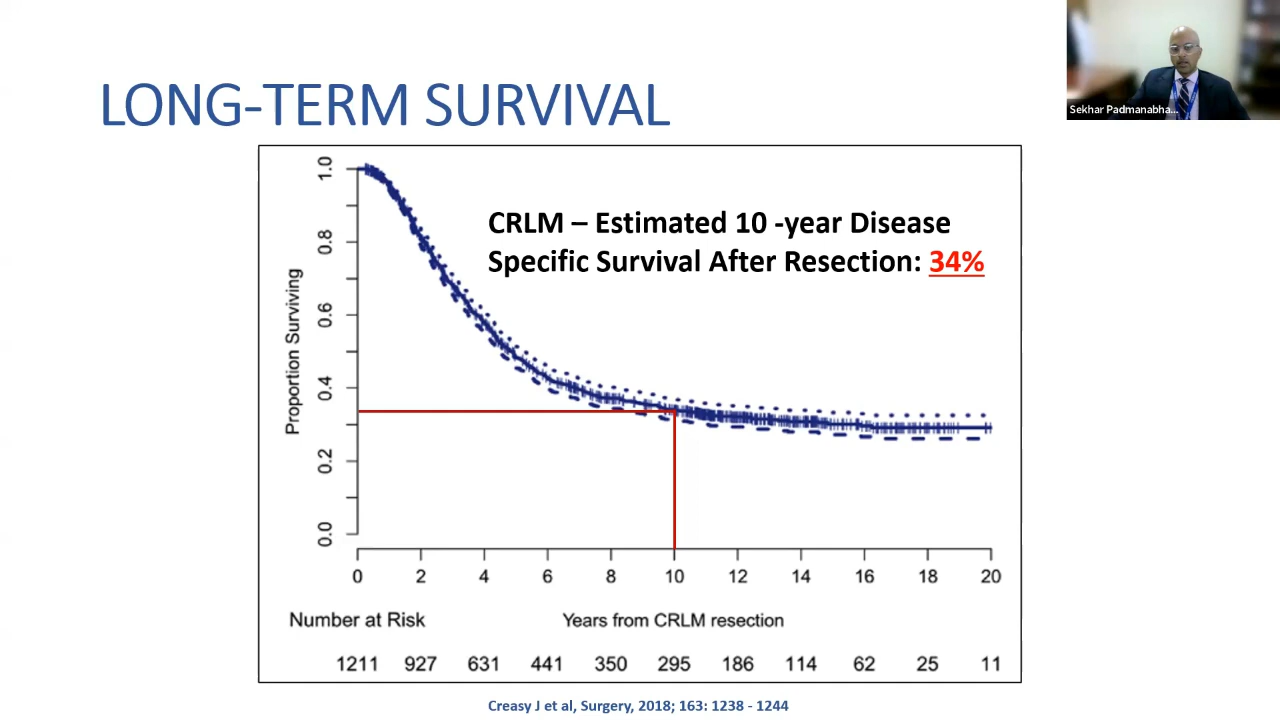 LONG-TERM SURVIVAL
Sekhar Padmanabha...
CRLM – Estimated 10 -year Disease
Specific Survival After Resection: 34%
Proportion Surviving
1.0
0.8
0.6
0.4
0.2
0.0
0 2 4 6 8 10 12 14 16 18 20
Number at Risk Years from CRLM resection
1211 927 631 441 350 295 186 114 62 25 11
Creasy J et al, Surgery, 2018; 163: 1238 - 1244